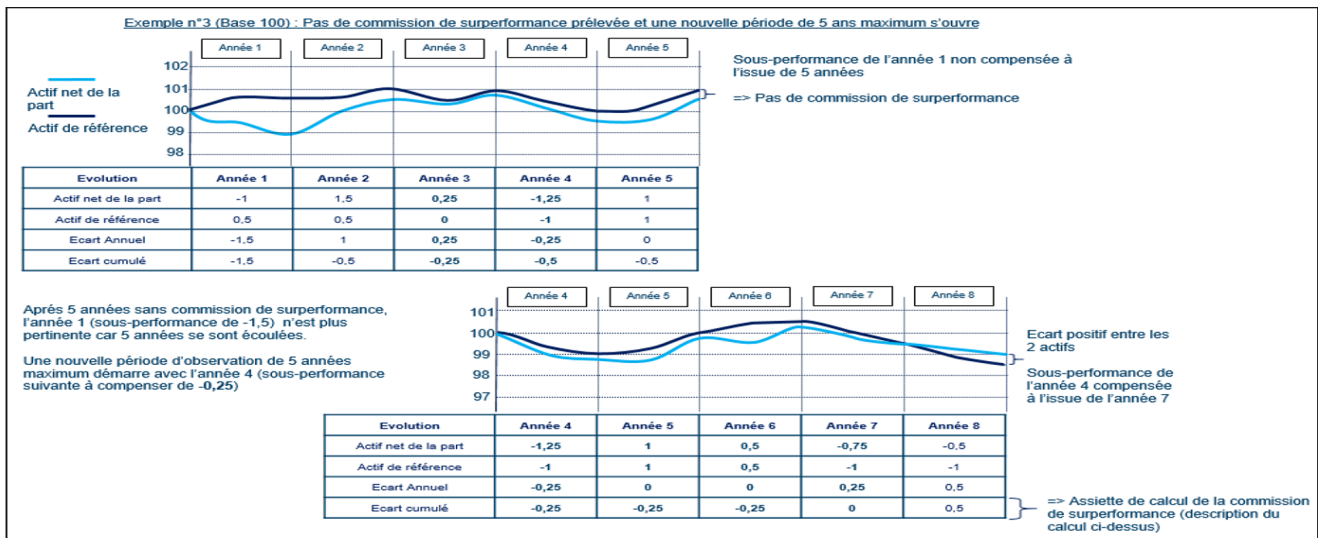 Exemple n°3 (Base 100) : Pas de commission de surperformance prélevée et une nouvelle période de 5 ans maximum s'ouvre
Année 1 Année 2 Année 3 Année 4 Année 5
Actif net de la
part
Actif de référence
102
101
100
99
98
Sous-performance de l'année 1 non compensée à
l'issue de 5 années
=> Pas de commission de surperformance
Evolution Année 1 Année 2 Année 3 Année 4 Année 5
Actif net de la part -1 1,5 0,25 -1,25 1
Actif de référence 0,5 0,5 0 -1 1
Ecart Annuel -1,5 1 0,25 -0,25 0
Ecart cumulé -1,5 -0,5 -0,25 -0,5 -0,5
Aprés 5 années sans commission de surperformance,
l'année 1 (sous-performance de -1,5) n'est plus
pertinente car 5 années se sont écoulées.
Une nouvelle période d'observation de 5 années
maximum démarre avec l'année 4 (sous-performance
suivante à compenser de -0,25)
Année 4 Année 5 Année 6 Année 7 Année 8
101
100
99
98
97
Ecart positif entre les
2 actifs
Sous-performance de
l'année 4 compensée
à l'issue de l'année 7
Evolution Année 4 Année 5 Année 6 Année 7 Année 8
Actif net de la part -1,25 1 0,5 -0,75 -0,5
Actif de référence -1 1 0,5 -1 -1
Ecart Annuel -0,25 0 0 0,25 0,5
Ecart cumulé -0,25 -0,25 -0,25 0 0,5
=> Assiette de calcul de la commission
de surperformance (description du
calcul ci-dessus)